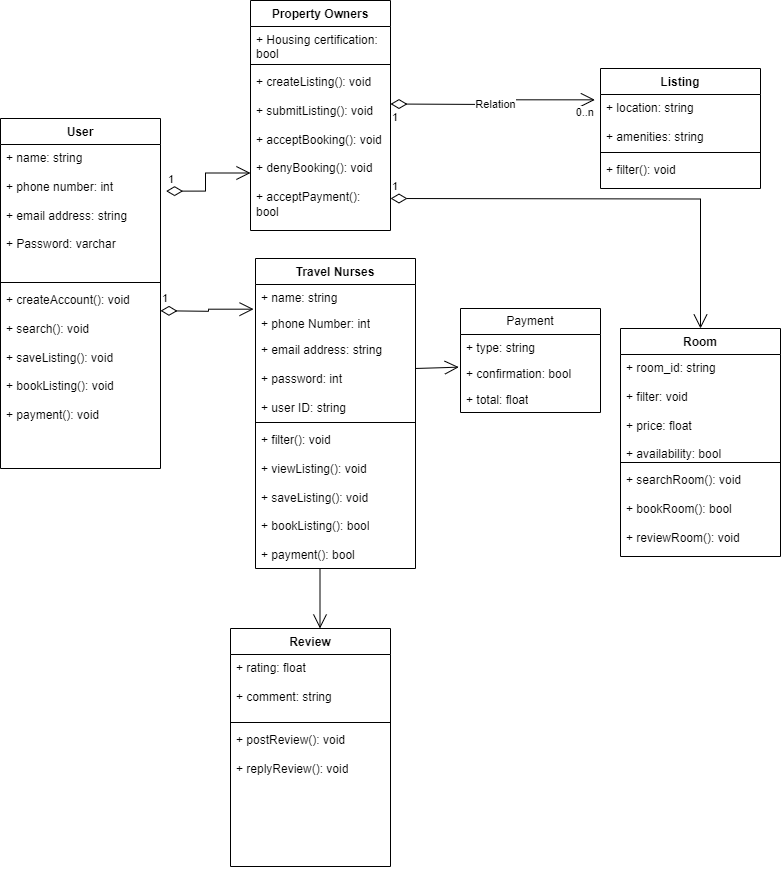 Property Owners
+ Housing certification:
bool
+ createListing(): void
+ submitListing(): void
+ acceptBooking(): void
+ denyBooking(): void
+ acceptPayment():
bool
1
Relation
0..n
1
Listing
+ location: string
+ amenities: string
+ filter(): void
User
+ name: string
+ phone number: int
+ email address: string
+ Password: varchar
+ createAccount(): void
+ search(): void
+ saveListing(): void
+ bookListing(): void
+ payment(): void
1
1
Travel Nurses
+ name: string
+ phone Number: int
+ email address: string
+ password: int
+ user ID: string
+ filter(): void
+ viewListing(): void
+ saveListing(): void
+ bookListing(): bool
+ payment(): bool
Payment
+ type: string
+ confirmation: bool
+ total: float
Room
+ room_id: string
+ filter: void
+ price: float
+ availability: bool
+ searchRoom(): void
+ bookRoom(): bool
+ reviewRoom(): void
Review
+ rating: float
+ comment: string
+ postReview(): void
+ replyReview(): void